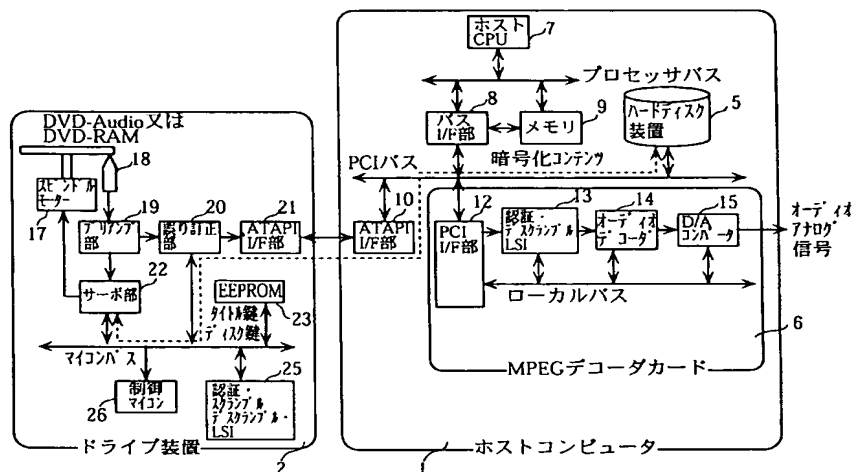 ホスト
CPU
7
プロセッサバス
8
バス
I/F部
メモリ
9
ハードディスク
装置
5
暗号化コンテンツ
PCIバス
DVD-Audio又は
DVD-RAM
18
スピンドル
モーター
17
19
プリアンプ
部
20
誤り訂正
部
21
ATAPI
I/F部
10
ATAPI
I/F部
12
PCI
I/F部
13
認証・
デスクランブル
LSI
14
オーディオ
デコーダ
15
D/A
コンバータ
オーディオ
アナログ
信号
22
サーボ部
EEPROM
23
タイトル鍵
ディスク鍵
マイコンバス
ローカルバス
6
MPEGデコーダカード
制御
マイコン
26
25
認証・
スクランブル
デスクランブル・
LSI
ドライブ装置
2
ホストコンピュータ
1